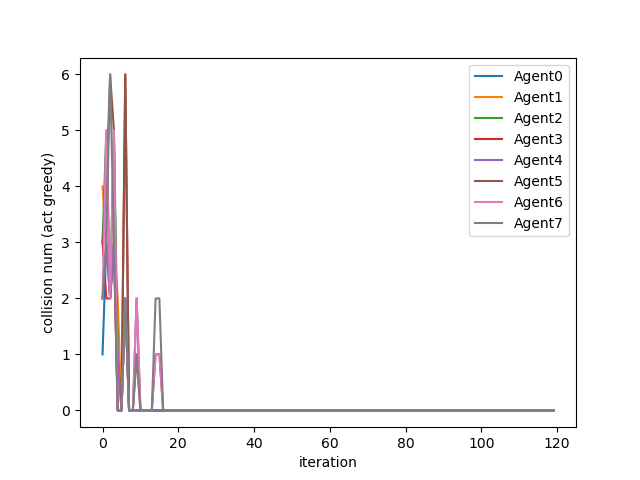 6
5
4
3
2
1
0
collision num (act greedy)
0 20 40 60 80 100 120
iteration
Agent0
Agent1
Agent2
Agent3
Agent4
Agent5
Agent6
Agent7